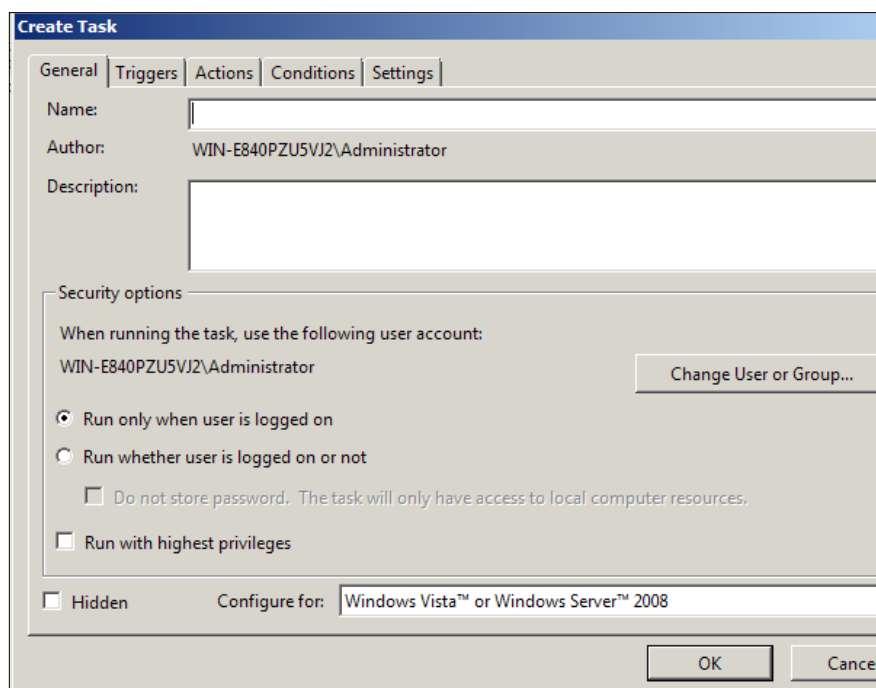 Create Task
General Triggers Actions Conditions Settings
Name:
Author: WIN-E840PZU5VJ2\Administrator
Description:
Security options
When running the task, use the following user account:
WIN-E840PZU5VJ2\Administrator
Change User or Group...
Run only when user is logged on
Run whether user is logged on or not
Do not store password. The task will only have access to local computer resources.
Run with highest privileges
Hidden Configure for: Windows Vista™ or Windows Server™ 2008
OK Cance